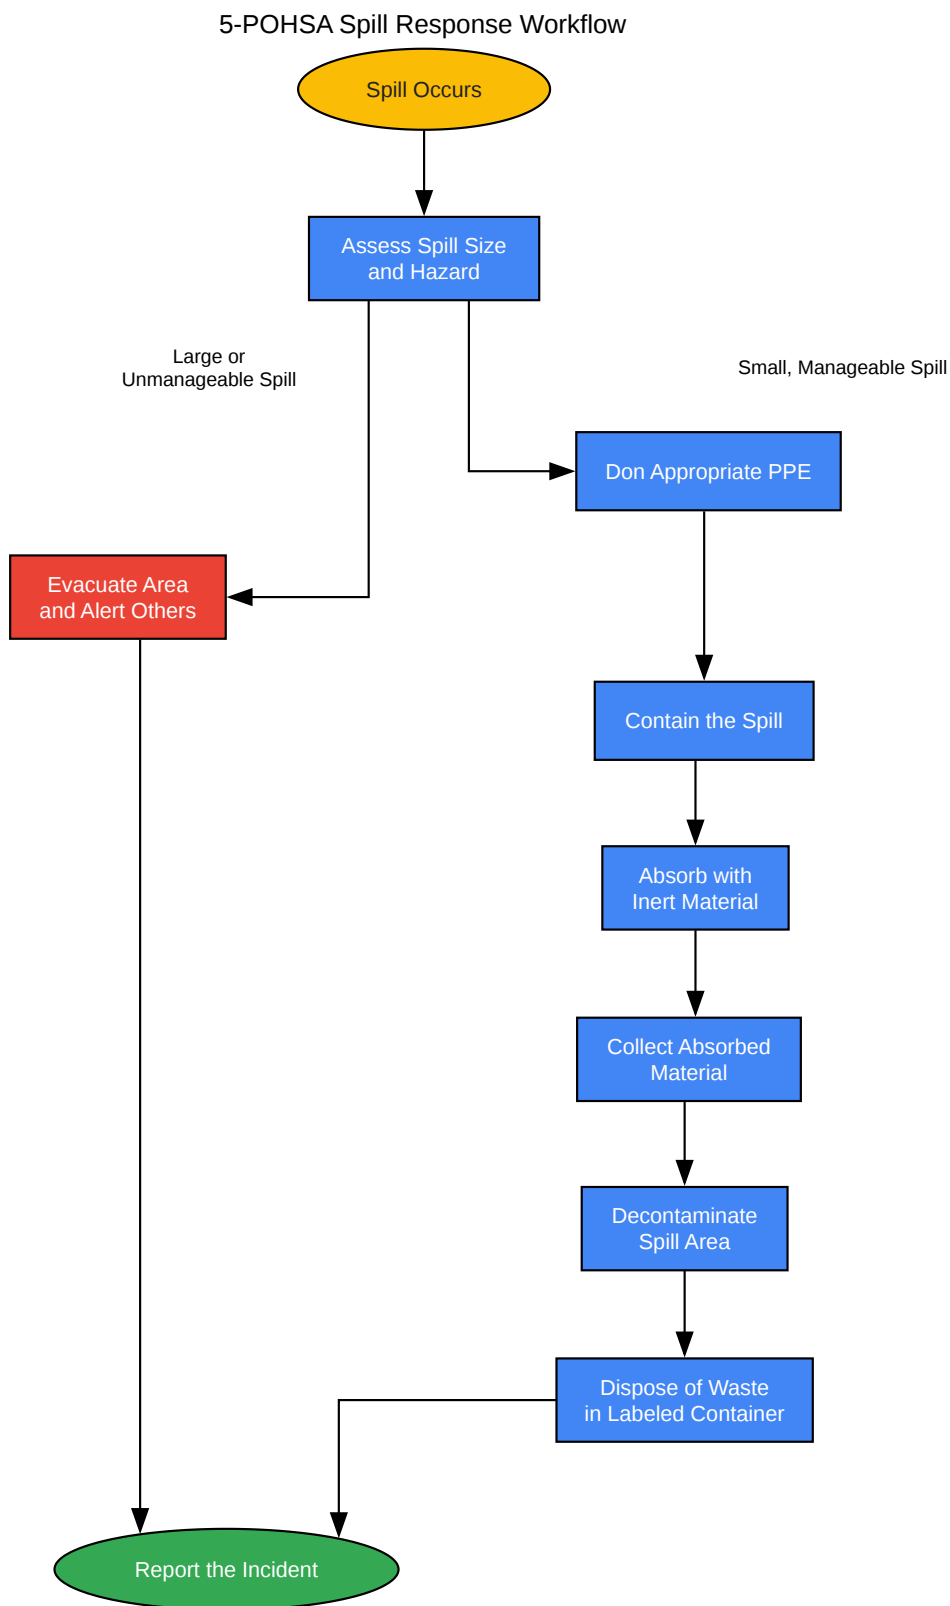 5-POHSA Spill Response Workflow
Spill Occurs
Assess Spill Size
and Hazard
Large or
Unmanageable Spill
Small, Manageable Spill
Don Appropriate PPE
Evacuate Area
and Alert Others
Contain the Spill
Absorb with
Inert Material
Collect Absorbed
Material
Decontaminate
Spill Area
Dispose of Waste
in Labeled Container
Report the Incident